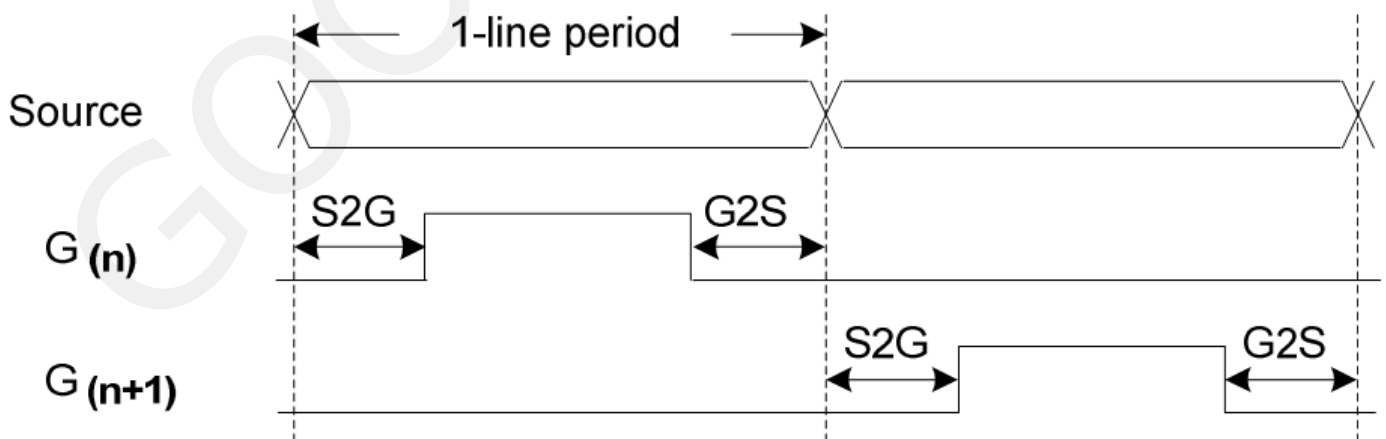 1-line period
Source
S2G G2S
G (n)
S2G G2S
G (n+1)